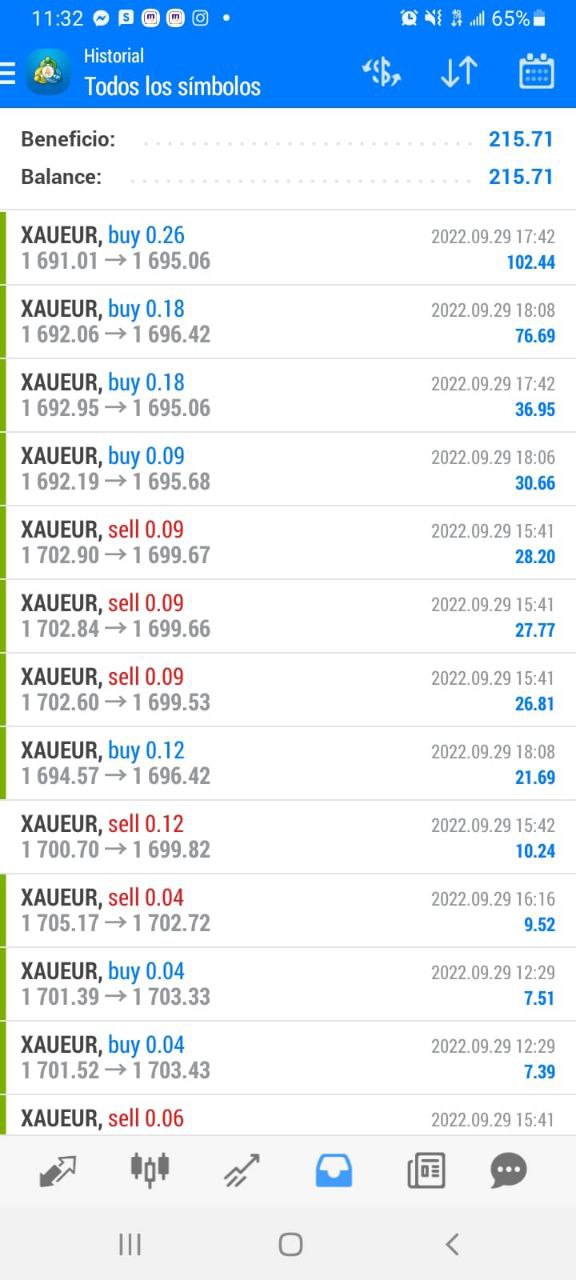 11:32 65%
Historial
Todos los símbolos
Beneficio: 215.71
Balance: 215.71
XAUEUR, buy 0.26 2022.09.29 17:42
1 691.01 → 1 695.06 102.44
XAUEUR, buy 0.18 2022.09.29 18:08
1 692.06 → 1 696.42 76.69
XAUEUR, buy 0.18 2022.09.29 17:42
1 692.95 → 1 695.06 36.95
XAUEUR, buy 0.09 2022.09.29 18:06
1 692.19 → 1 695.68 30.66
XAUEUR, sell 0.09 2022.09.29 15:41
1 702.90 → 1 699.67 28.20
XAUEUR, sell 0.09 2022.09.29 15:41
1 702.84 → 1 699.66 27.77
XAUEUR, sell 0.09 2022.09.29 15:41
1 702.60 → 1 699.53 26.81
XAUEUR, buy 0.12 2022.09.29 18:08
1 694.57 → 1 696.42 21.69
XAUEUR, sell 0.12 2022.09.29 15:42
1 700.70 → 1 699.82 10.24
XAUEUR, sell 0.04 2022.09.29 16:16
1 705.17 → 1 702.72 9.52
XAUEUR, buy 0.04 2022.09.29 12:29
1 701.39 → 1 703.33 7.51
XAUEUR, buy 0.04 2022.09.29 12:29
1 701.52 → 1 703.43 7.39
XAUEUR, sell 0.06 2022.09.29 15:41